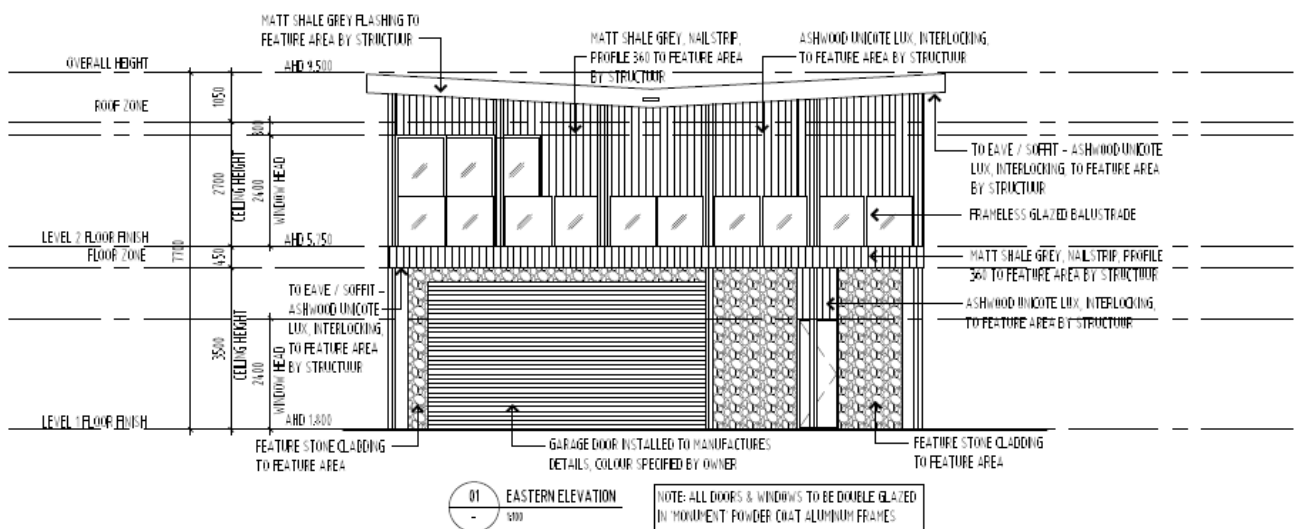 MATT SHALE GREY FLASHING TO
FEATURE AREA BY STRUCTUUR
MATT SHALE GREY, NAILSTRIP,
PROFILE 360 TO FEATURE AREA
BY STRUCTUUR
ASHWOOD UNICOTE LUX, INTERLOCKING,
TO FEATURE AREA BY STRUCTUUR
OVERALL HEIGHT
AHD 9,500
ROOF ZONE
1050
300
2700
CEILING HEIGHT
2400
WINDOW HEAD
TO EAVE / SOFFIT - ASHWOOD UNICOTE
LUX, INTERLOCKING, TO FEATURE AREA
BY STRUCTUUR
FRAMELESS GLAZED BALUSTRADE
LEVEL 2 FLOOR FINISH
AHD 5,750
FLOOR ZONE
7700
450
MATT SHALE GREY, NAILSTRIP, PROFILE
360 TO FEATURE AREA BY STRUCTUUR
TO EAVE / SOFFIT -
ASHWOOD UNICOTE
LUX, INTERLOCKING,
TO FEATURE AREA
BY STRUCTUUR
ASHWOOD UNICOTE LUX, INTERLOCKING,
TO FEATURE AREA BY STRUCTUUR
3500
CEILING HEIGHT
2400
WINDOW HEAD
LEVEL 1 FLOOR FINISH
AHD 1,800
FEATURE STONE CLADDING
TO FEATURE AREA
GARAGE DOOR INSTALLED TO MANUFACTURES
DETAILS, COLOUR SPECIFIED BY OWNER
FEATURE STONE CLADDING
TO FEATURE AREA
01 EASTERN ELEVATION
- 1:100
NOTE: ALL DOORS & WINDOWS TO BE DOUBLE GLAZED
IN 'MONUMENT' POWDER COAT ALUMINUM FRAMES